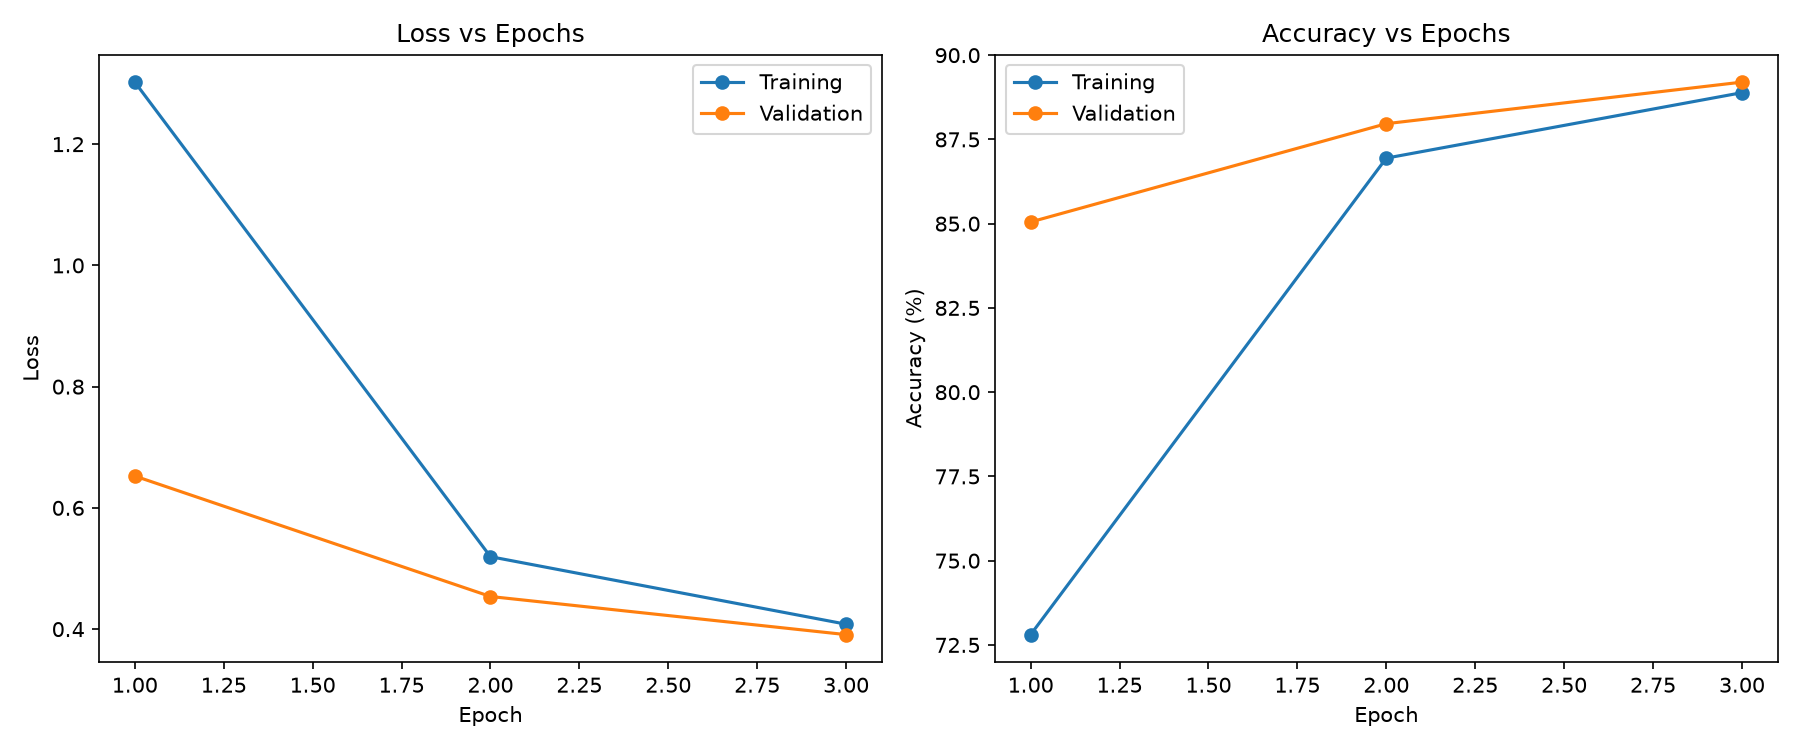 Loss vs Epochs
Training
Validation
1.2
1.0
0.8
0.6
0.4
Loss
1.00 1.25 1.50 1.75 2.00 2.25 2.50 2.75 3.00
Epoch
Accuracy vs Epochs
Training
Validation
90.0
87.5
85.0
82.5
80.0
77.5
75.0
72.5
Accuracy (%)
1.00 1.25 1.50 1.75 2.00 2.25 2.50 2.75 3.00
Epoch